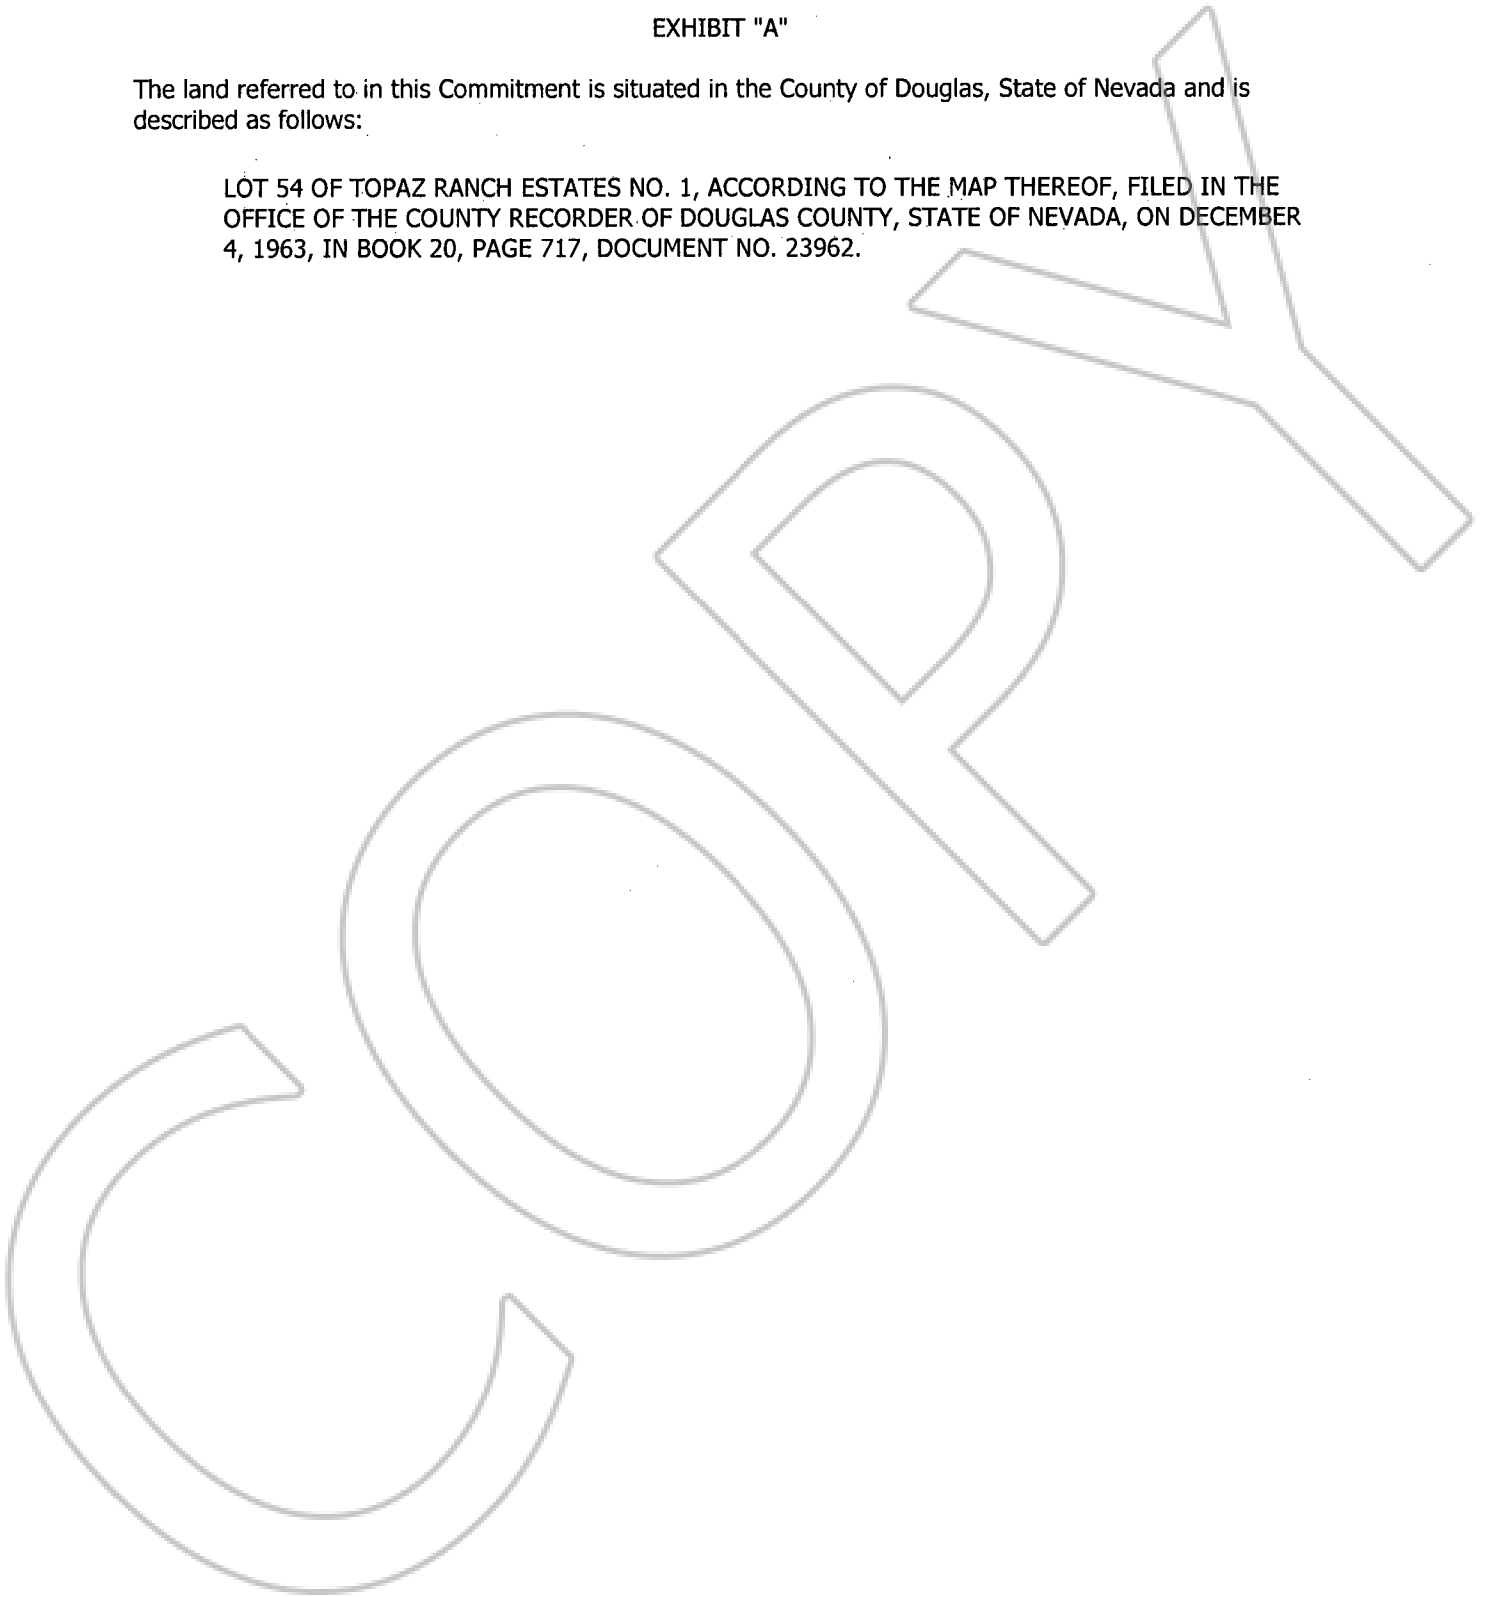 EXHIBIT "A"
The land referred to in this Commitment is situated in the County of Douglas, State of Nevada and is
described as follows:
LOT 54 OF TOPAZ RANCH ESTATES NO. 1, ACCORDING TO THE MAP THEREOF, FILED IN THE
OFFICE OF THE COUNTY RECORDER OF DOUGLAS COUNTY, STATE OF NEVADA, ON DECEMBER
4, 1963, IN BOOK 20, PAGE 717, DOCUMENT NO. 23962.
COPY